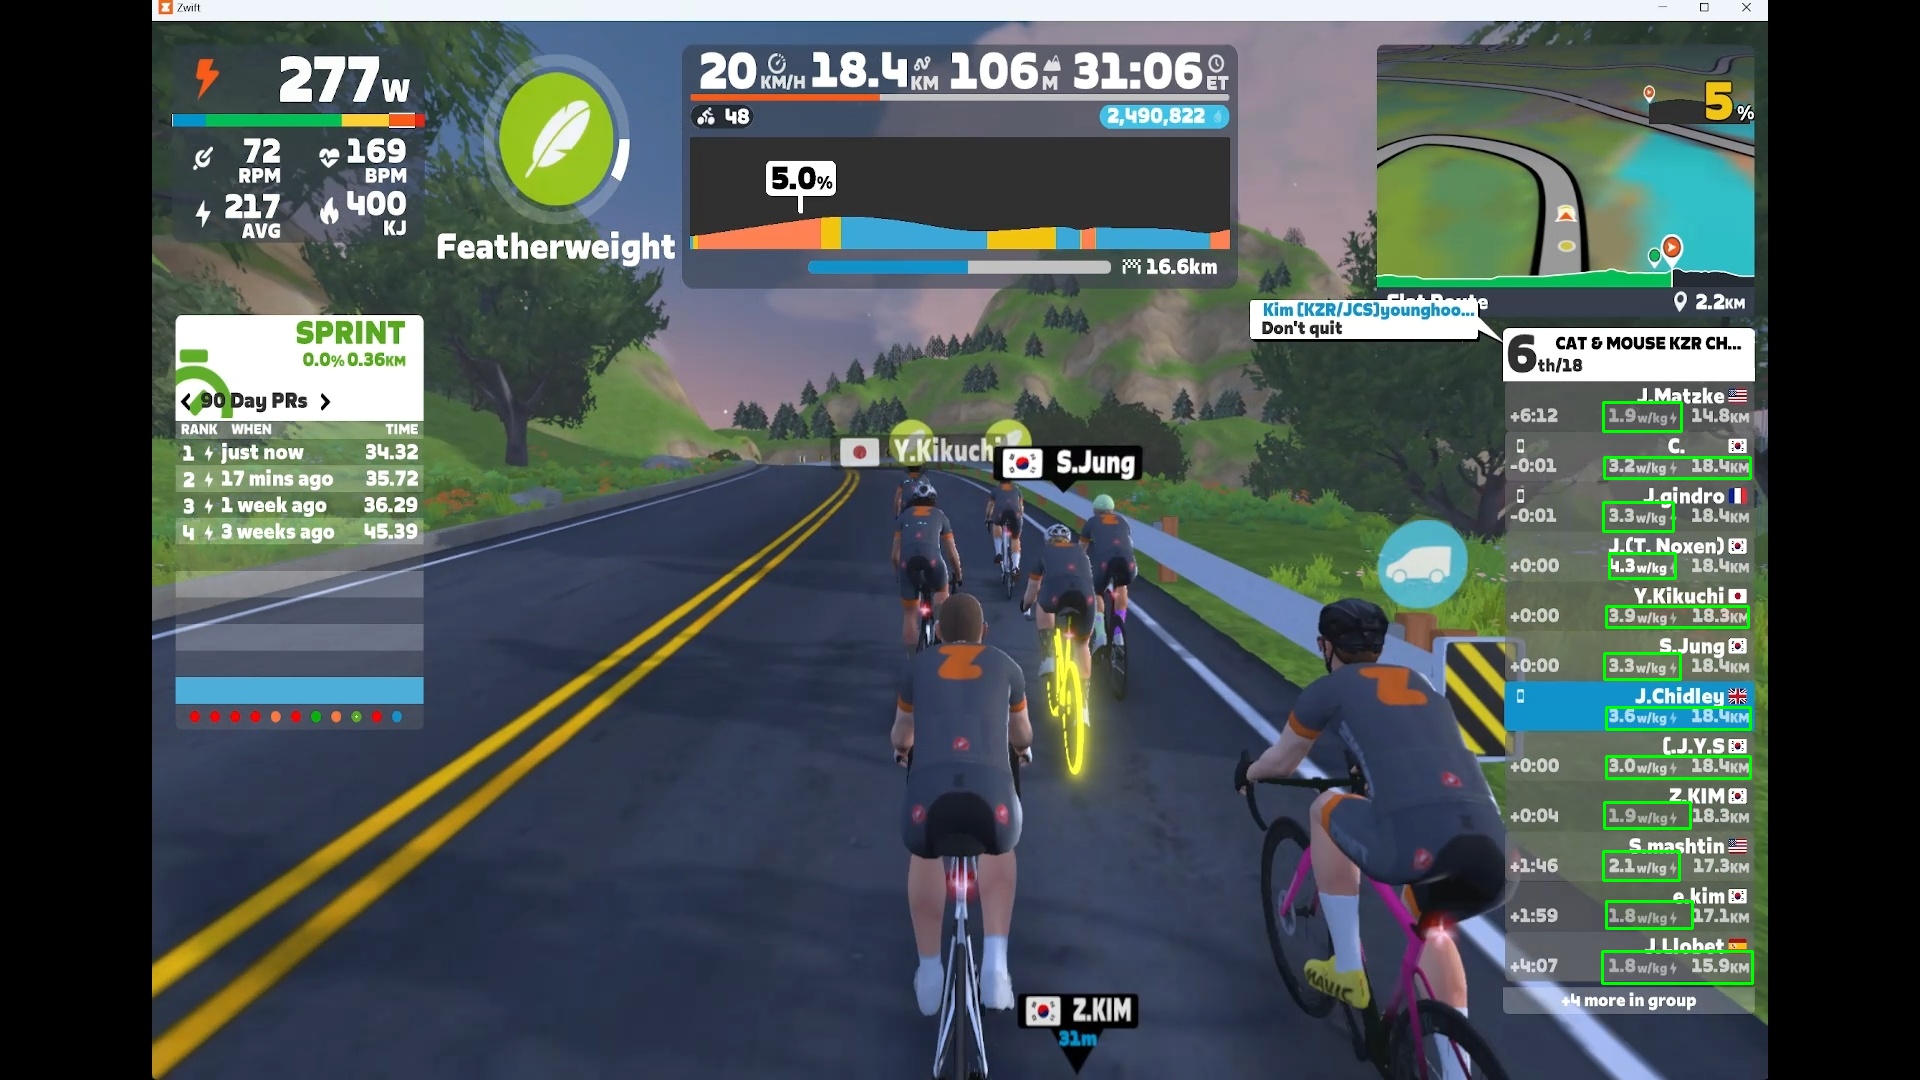 Zwift
277w
72 RPM 169 BPM
217 AVG 400 KJ
Featherweight
20 KM/H 18.4 KM 106 M 31:06 ET
48 2,490,822
5.0%
16.6km
5%
2.2KM
Kim [KZR/JCS]younghoo...
Don't quit
SPRINT
0.0% 0.36KM
< 90 Day PRs >
RANK WHEN TIME
1 just now 34.32
2 17 mins ago 35.72
3 1 week ago 36.29
4 3 weeks ago 45.39
6th/18 CAT & MOUSE KZR CH...
J.Matzke
+6:12 1.9w/kg 14.8KM
C.
-0:01 3.2w/kg 18.4KM
J.gindro
-0:01 3.3w/kg 18.4KM
J.(T. Noxen)
+0:00 4.3w/kg 18.4KM
Y.Kikuchi
+0:00 3.9w/kg 18.3KM
S.Jung
+0:00 3.3w/kg 18.4KM
J.Chidley
3.6w/kg 18.4KM
(.J.Y.S
+0:00 3.0w/kg 18.4KM
Z.KIM
+0:04 1.9w/kg 18.3KM
S.mashtin
+1:46 2.1w/kg 17.3KM
e.kim
+1:59 1.8w/kg 17.1KM
J.Llobet
+4:07 1.8w/kg 15.9KM
+4 more in group
Y.Kikuchi
S.Jung
MAVIC
Z.KIM
31m